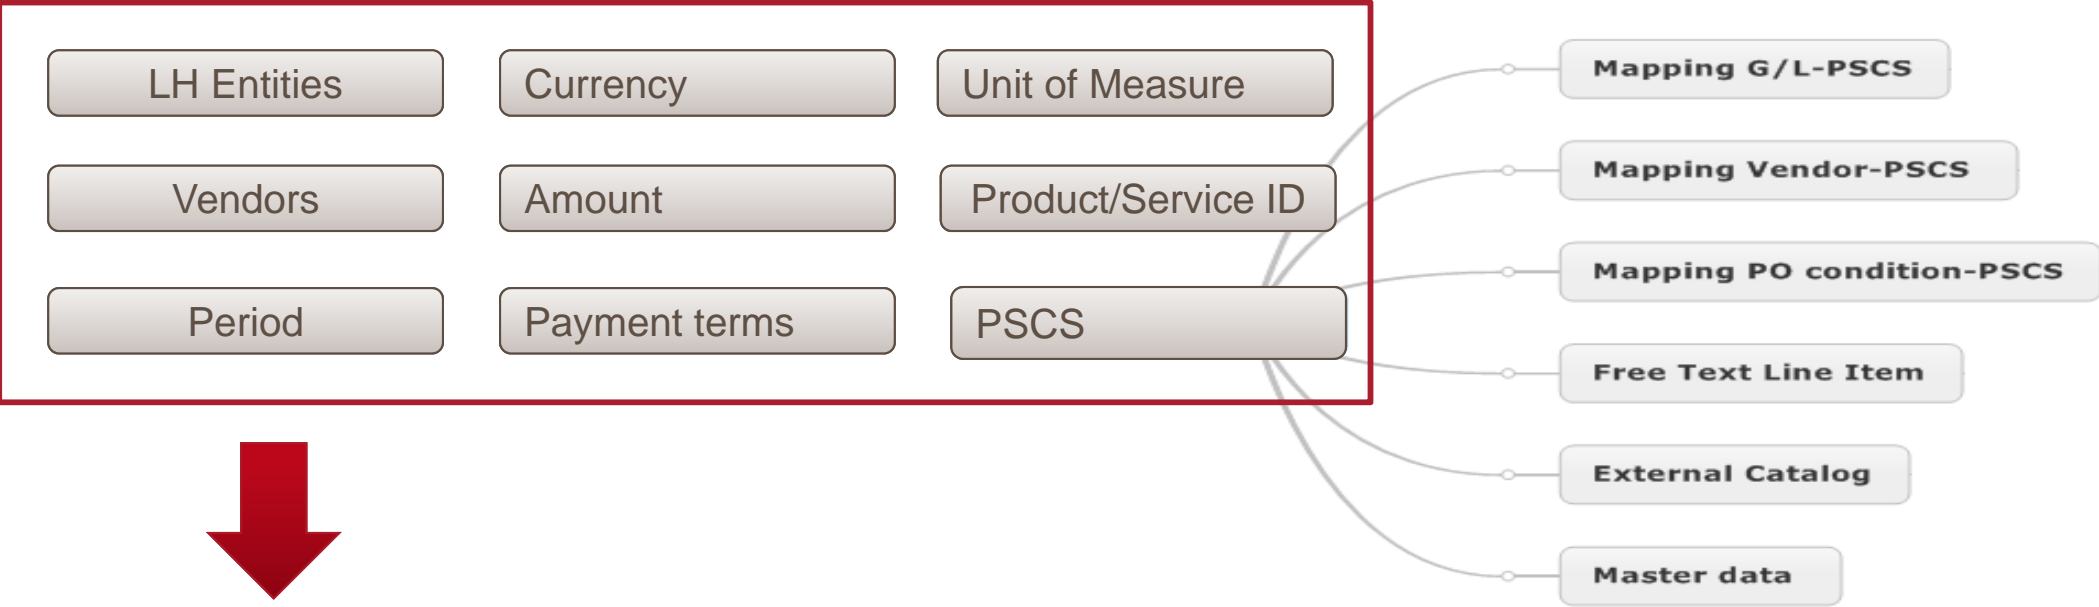 LH Entities
Currency
Unit of Measure
Vendors
Amount
Product/Service ID
Period
Payment terms
PSCS
Mapping G/L-PSCS
Mapping Vendor-PSCS
Mapping PO condition-PSCS
Free Text Line Item
External Catalog
Master data